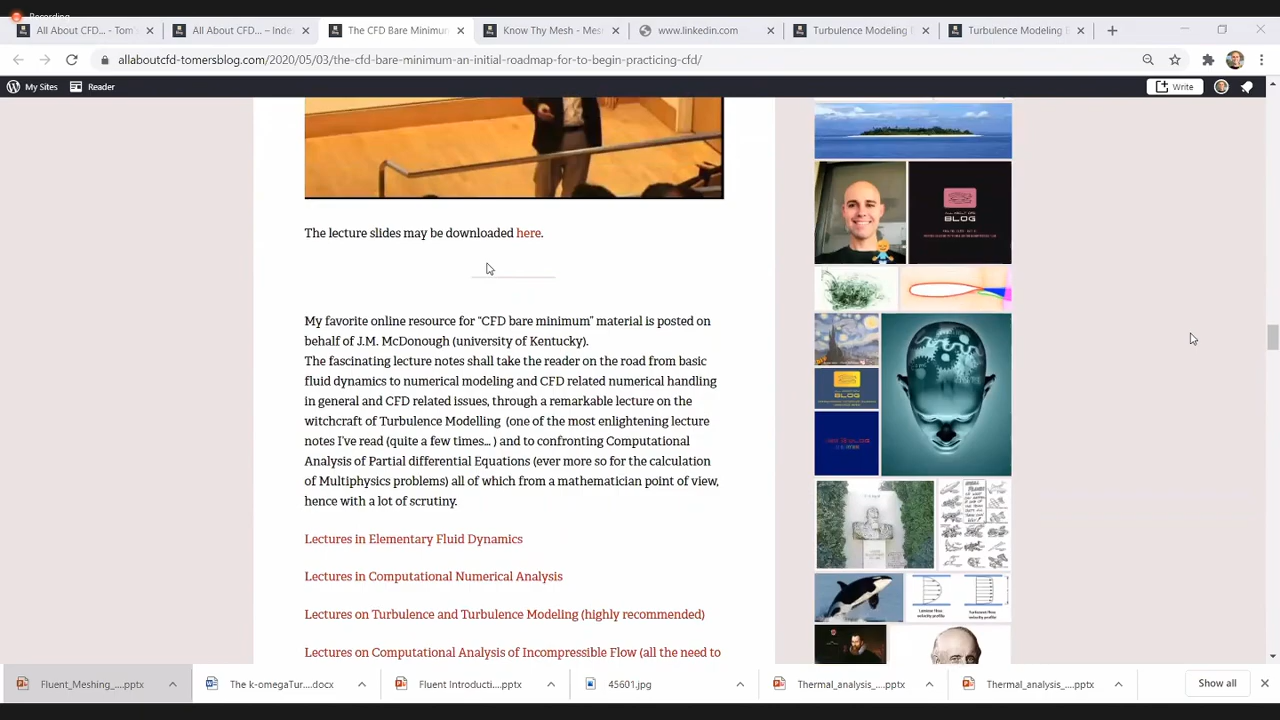 Recording
All About CFD... - Tom
All About CFD... – Inde
The CFD Bare Minimum
Know Thy Mesh - Mes
www.linkedin.com
Turbulence Modeling
Turbulence Modeling
allaboutcfd-tomersblog.com/2020/05/03/the-cfd-bare-minimum-an-initial-roadmap-for-to-begin-practicing-cfd/
My Sites
Reader
Write
The lecture slides may be downloaded here.
My favorite online resource for “CFD bare minimum” material is posted on
behalf of J.M. McDonough (university of Kentucky).
The fascinating lecture notes shall take the reader on the road from basic
fluid dynamics to numerical modeling and CFD related numerical handling
in general and CFD related issues, through a remarkable lecture on the
witchcraft of Turbulence Modelling (one of the most enlightening lecture
notes I’ve read (quite a few times… ) and to confronting Computational
Analysis of Partial differential Equations (ever more so for the calculation
of Multiphysics problems) all of which from a mathematician point of view,
hence with a lot of scrutiny.
Lectures in Elementary Fluid Dynamics
Lectures in Computational Numerical Analysis
Lectures on Turbulence and Turbulence Modeling (highly recommended)
Lectures on Computational Analysis of Incompressible Flow (all the need to
BLOG
BLOG
Fluent_Meshing_....pptx
The k-omegaTur....docx
Fluent Introducti....pptx
45601.jpg
Thermal_analysis_....pptx
Thermal_analysis_....pptx
Show all